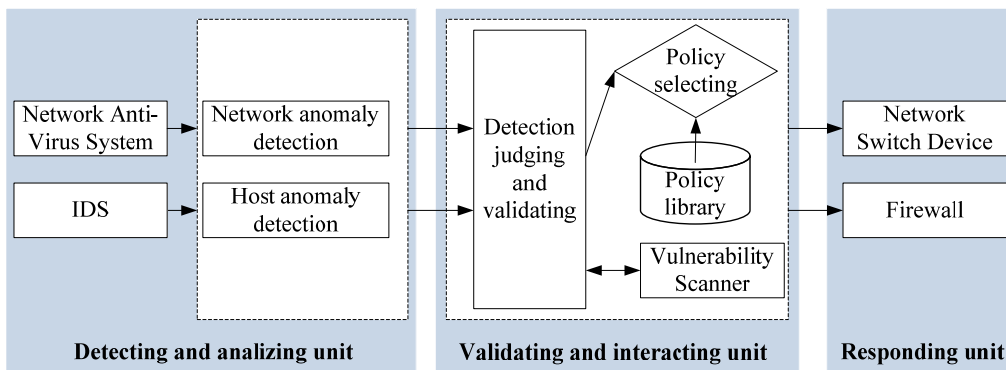 Network Anti-
Virus System
IDS
Network anomaly
detection
Host anomaly
detection
Detecting and analizing unit
Detection
judging
and
validating
Policy
selecting
Policy
library
Vulnerability
Scanner
Validating and interacting unit
Network
Switch Device
Firewall
Responding unit